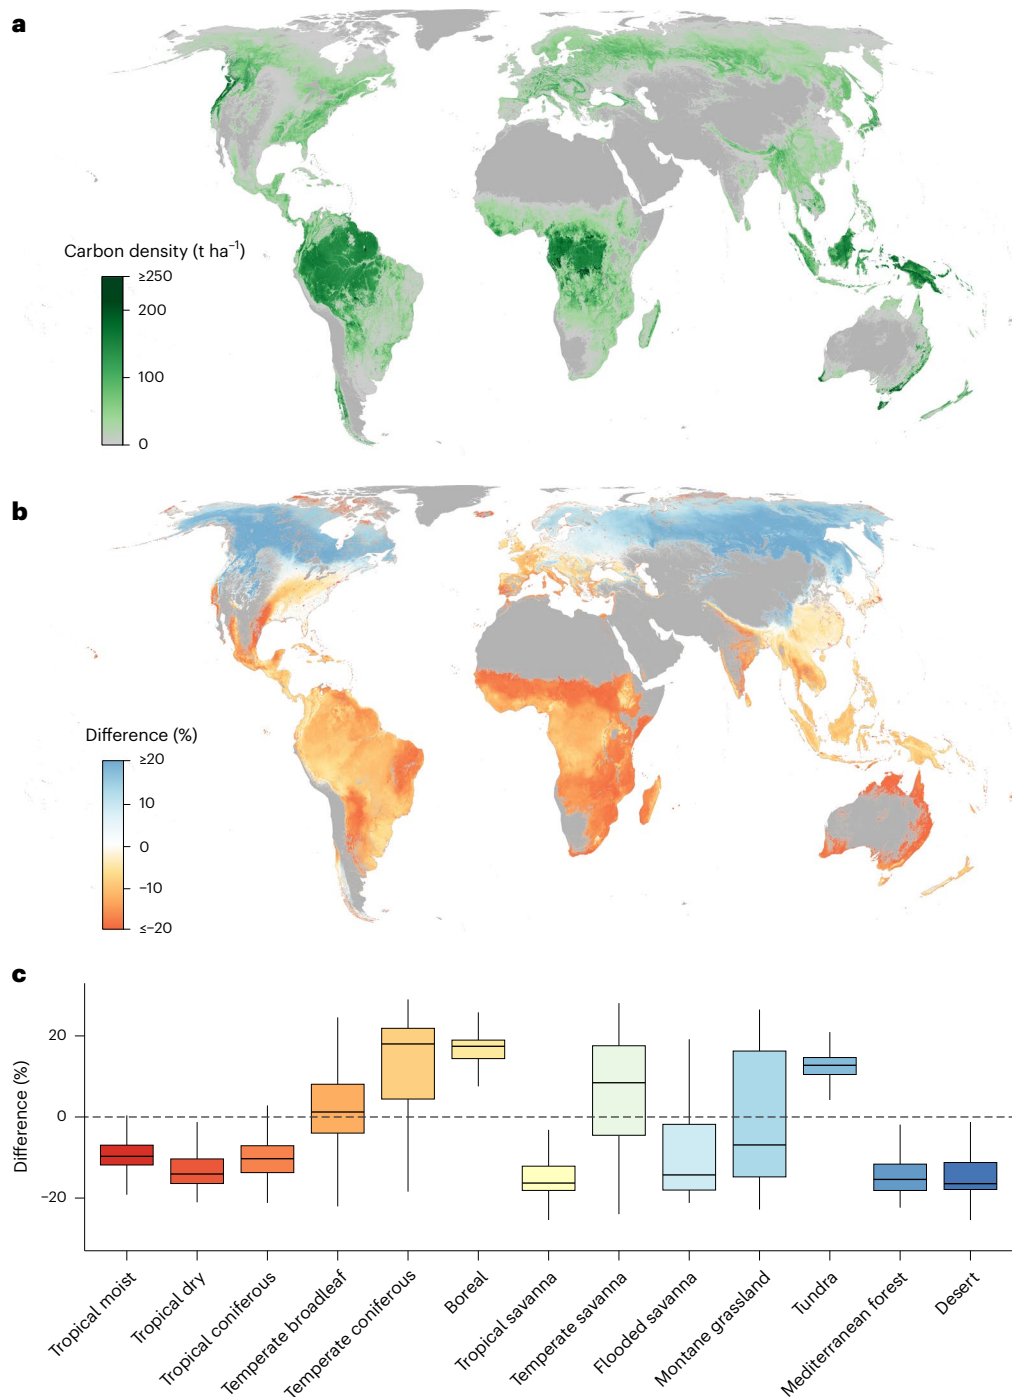 a
Carbon density (t ha⁻¹)
≥250
200
100
0
b
Difference (%)
≥20
10
0
−10
≤−20
c
Difference (%)
20
0
−20
Tropical moist
Tropical dry
Tropical coniferous
Temperate broadleaf
Temperate coniferous
Boreal
Tropical savanna
Temperate savanna
Flooded savanna
Montane grassland
Tundra
Mediterranean forest
Desert